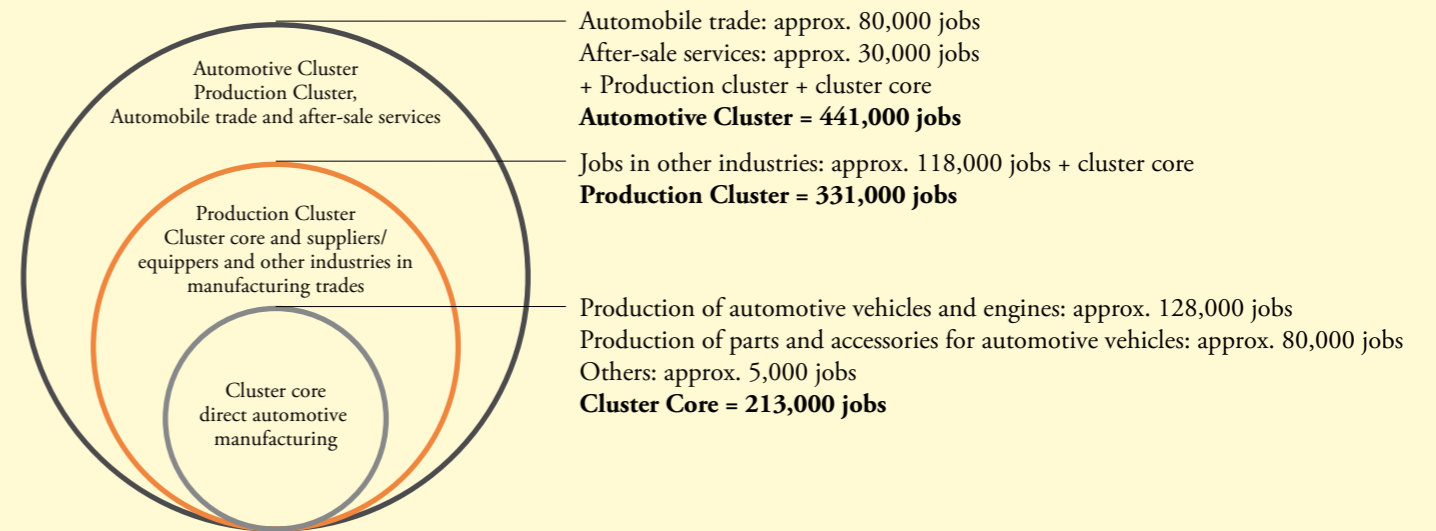 Automotive Cluster
Production Cluster,
Automobile trade and after-sale services
Production Cluster
Cluster core and suppliers/
equippers and other industries in
manufacturing trades
Cluster core
direct automotive
manufacturing
Automobile trade: approx. 80,000 jobs
After-sale services: approx. 30,000 jobs
+ Production cluster + cluster core
Automotive Cluster = 441,000 jobs
Jobs in other industries: approx. 118,000 jobs + cluster core
Production Cluster = 331,000 jobs
Production of automotive vehicles and engines: approx. 128,000 jobs
Production of parts and accessories for automotive vehicles: approx. 80,000 jobs
Others: approx. 5,000 jobs
Cluster Core = 213,000 jobs